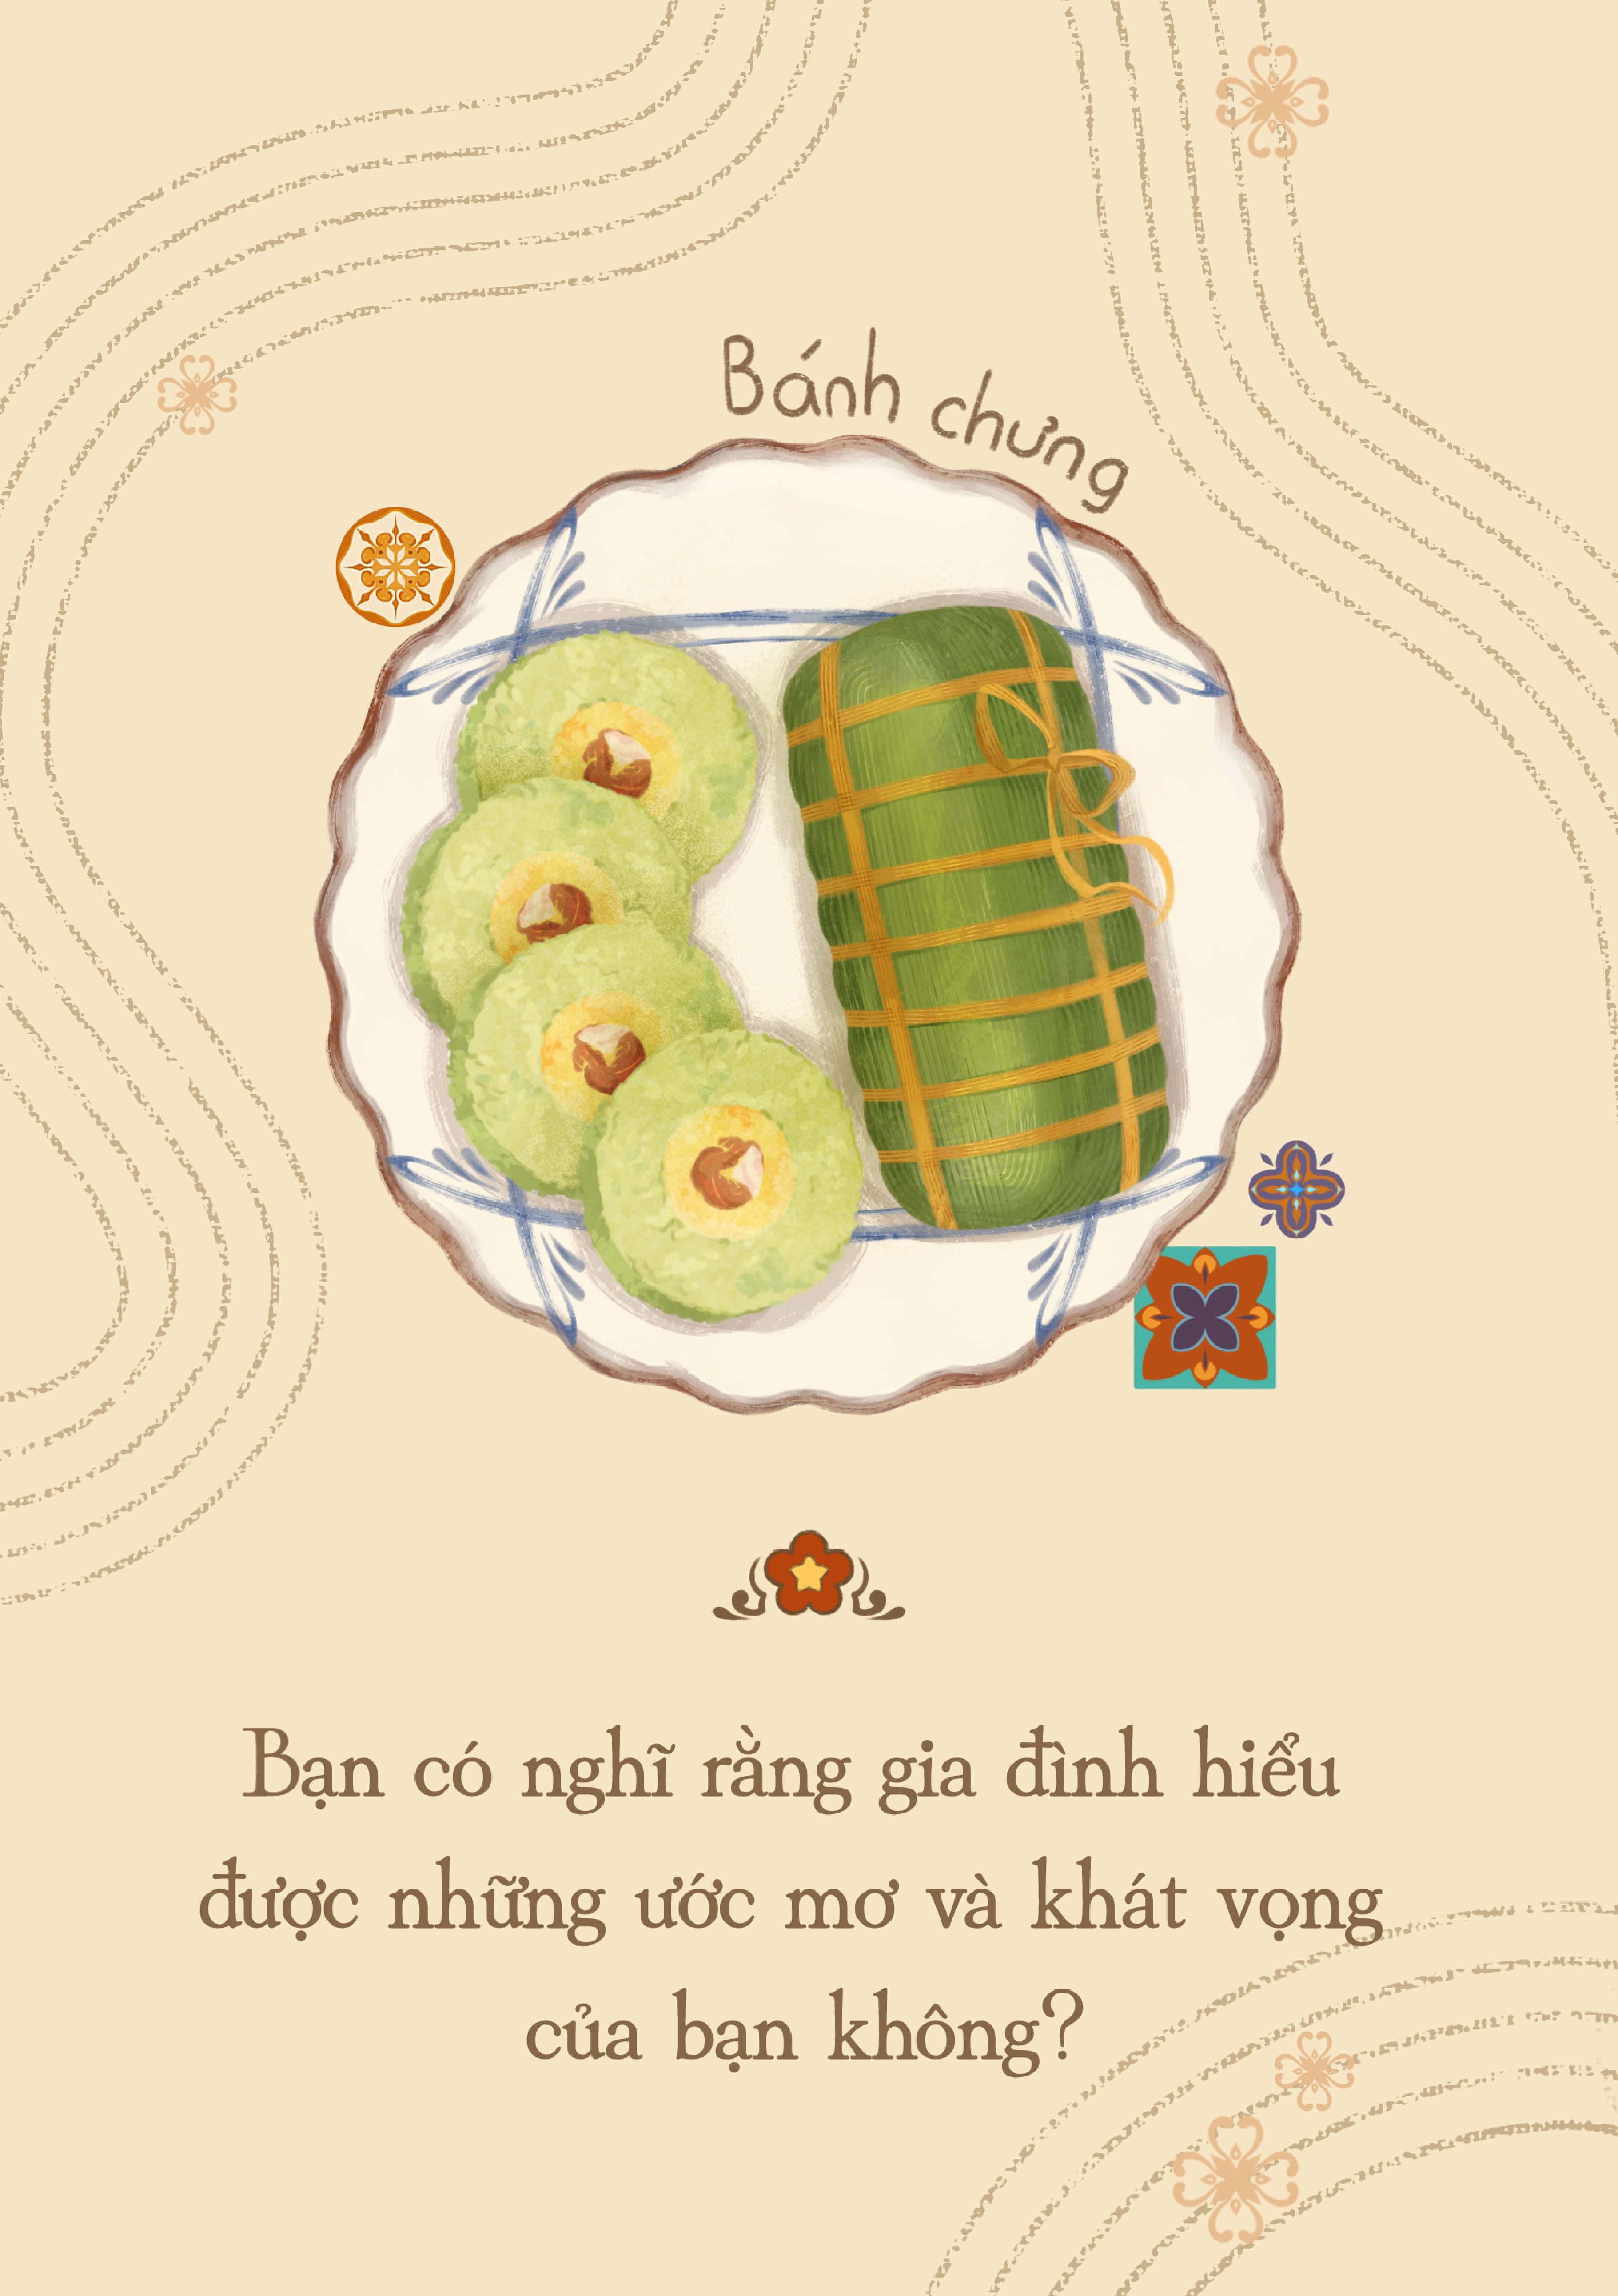 Bánh chưng
Bạn có nghĩ rằng gia đình hiểu
được những ước mơ và khát vọng
của bạn không?